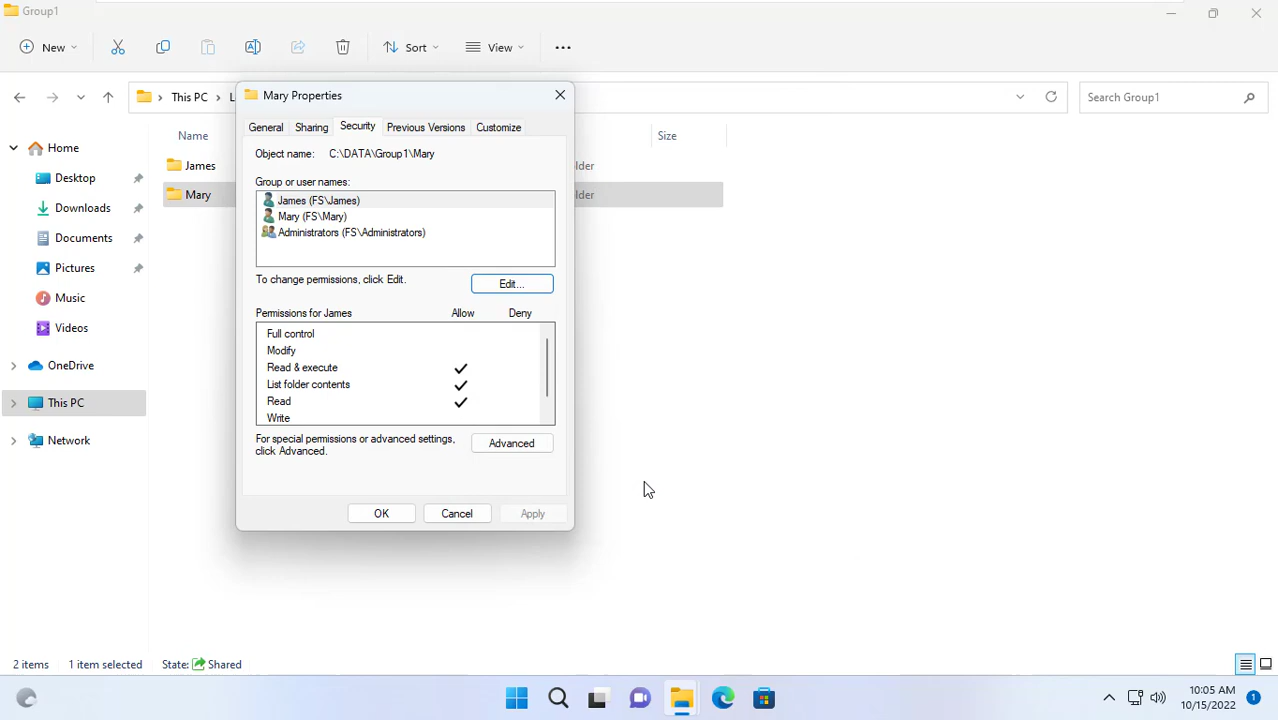 Group1
New
Sort
View
This PC
L
Search Group1
Mary Properties
General
Sharing
Security
Previous Versions
Customize
Object name: C:\DATA\Group1\Mary
Group or user names:
James (FS\James)
Mary (FS\Mary)
Administrators (FS\Administrators)
To change permissions, click Edit.
Edit...
Permissions for James Allow Deny
Full control
Modify
Read & execute
List folder contents
Read
Write
For special permissions or advanced settings,
click Advanced.
Advanced
OK
Cancel
Apply
Home
Desktop
Downloads
Documents
Pictures
Music
Videos
OneDrive
This PC
Network
Name
Size
James
lder
Mary
lder
2 items
1 item selected
State: Shared
10:05 AM
10/15/2022
1